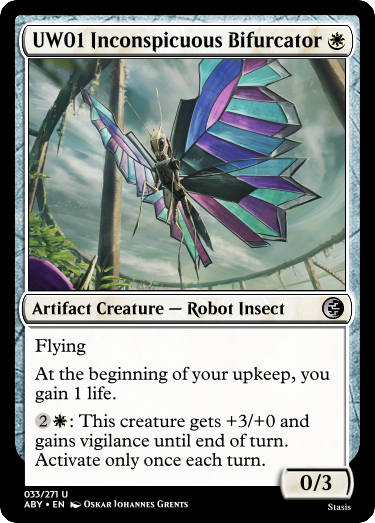 UW01 Inconspicuous Bifurcator
Artifact Creature — Robot Insect
Flying
At the beginning of your upkeep, you
gain 1 life.
2 : This creature gets +3/+0 and
gains vigilance until end of turn.
Activate only once each turn.
0/3
033/271 U
ABY • EN Oskar Johannes Grents
Stasis